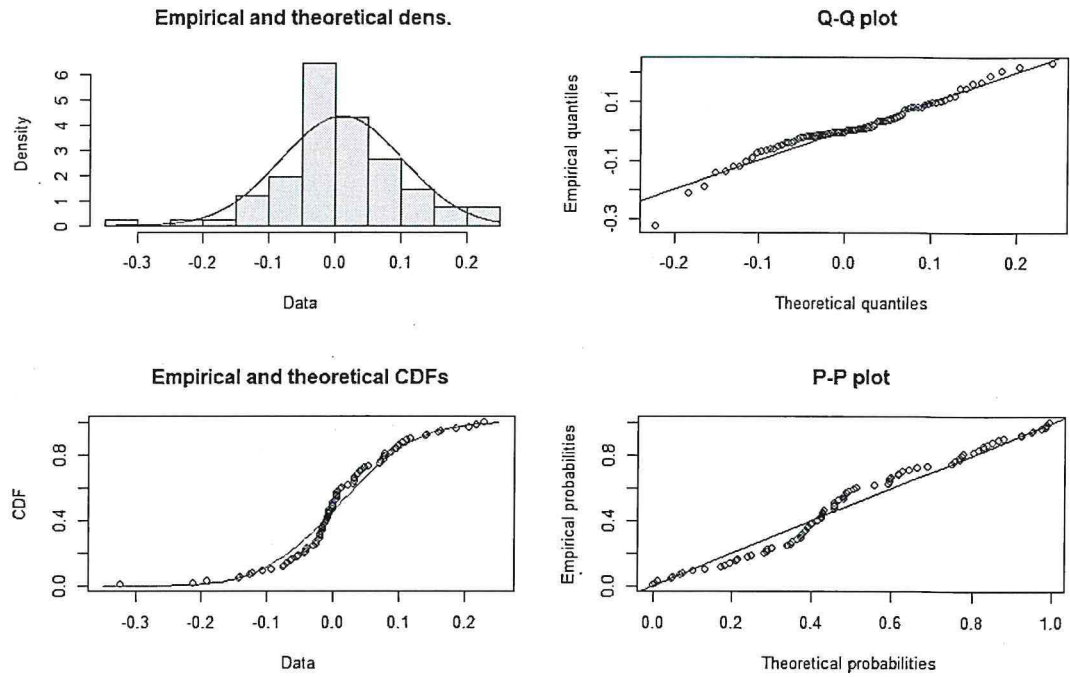 Empirical and theoretical dens.
Density
0 1 2 3 4 5 6
-0.3 -0.2 -0.1 0.0 0.1 0.2
Data
Q-Q plot
Empirical quantiles
-0.3 -0.1 0.1
-0.2 -0.1 0.0 0.1 0.2
Theoretical quantiles
Empirical and theoretical CDFs
CDF
0.0 0.4 0.8
-0.3 -0.2 -0.1 0.0 0.1 0.2
Data
P-P plot
Empirical probabilities
0.0 0.4 0.8
0.0 0.2 0.4 0.6 0.8 1.0
Theoretical probabilities